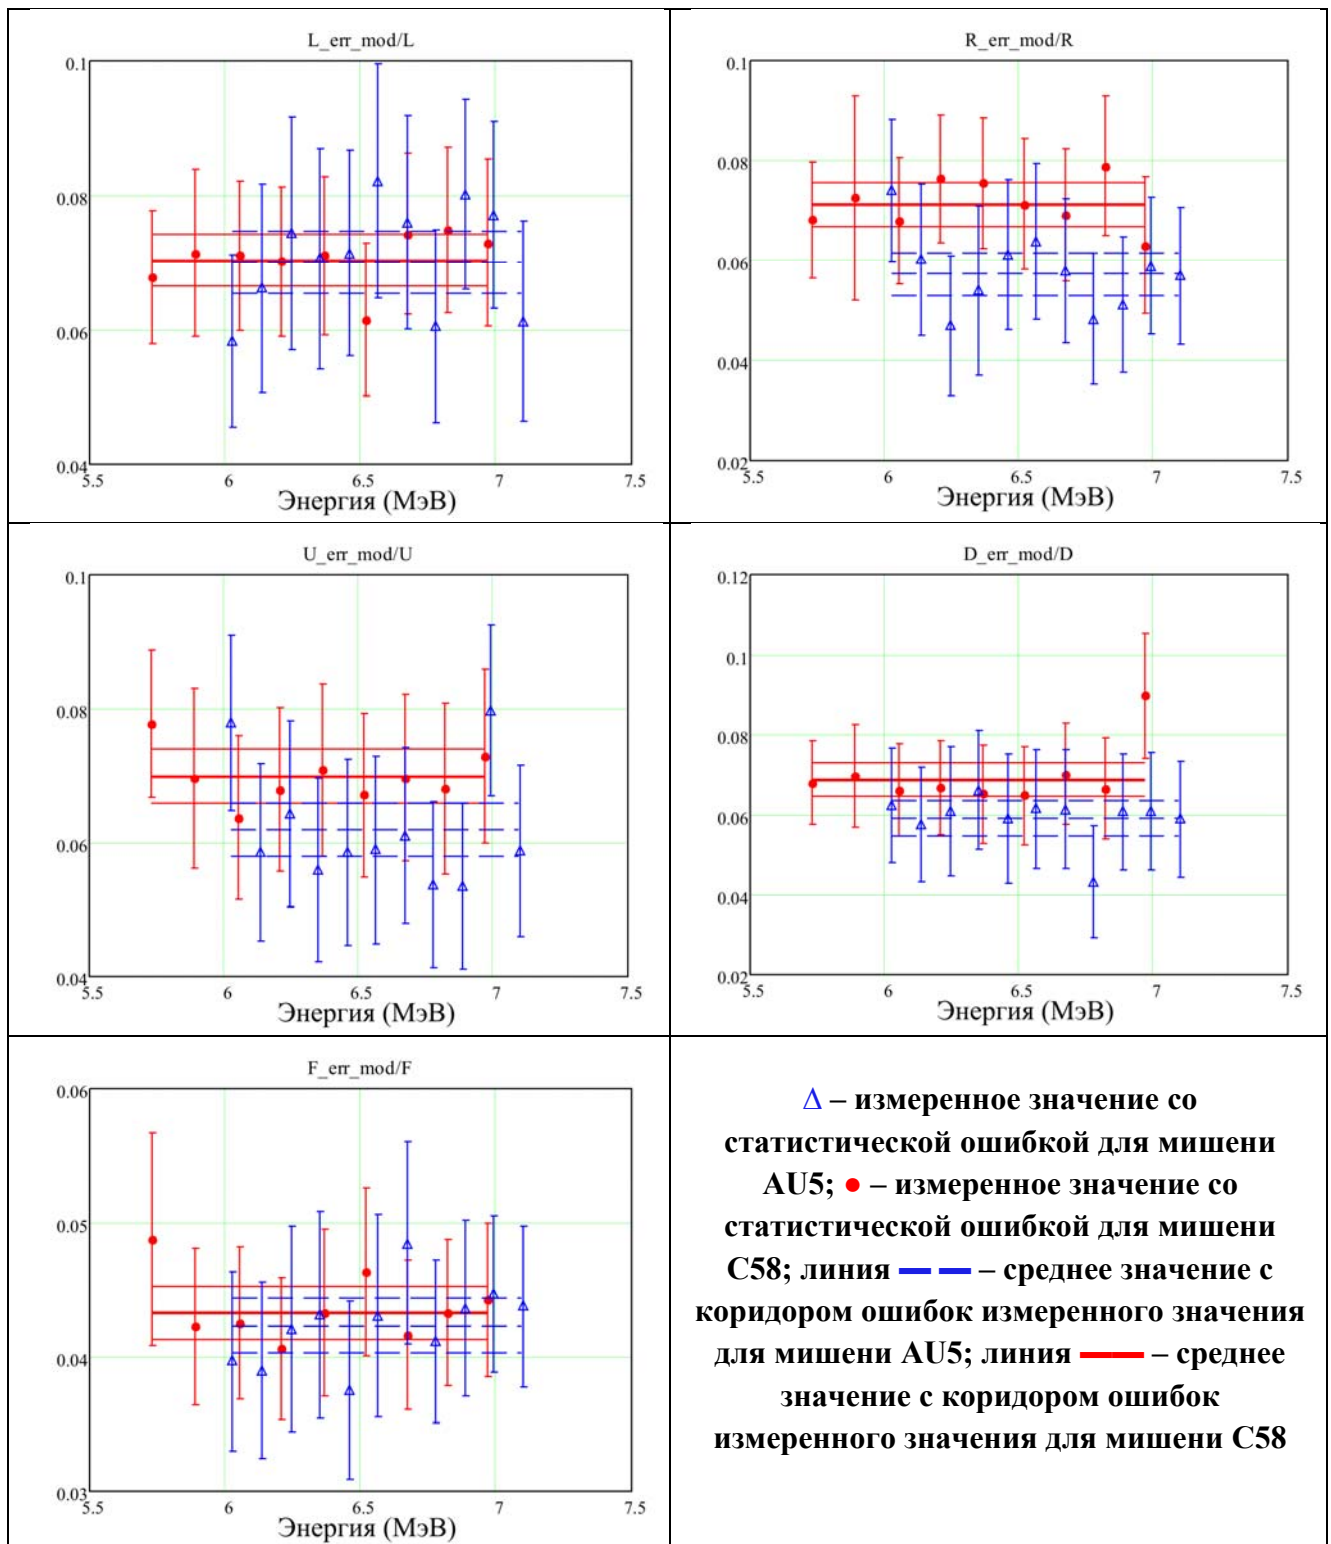 L_err_mod/L
0.1
0.08
0.06
0.04
5.5 6 6.5 7 7.5
Энергия (МэВ)
R_err_mod/R
0.1
0.08
0.06
0.04
0.02
5.5 6 6.5 7 7.5
Энергия (МэВ)
U_err_mod/U
0.1
0.08
0.06
0.04
5.5 6 6.5 7 7.5
Энергия (МэВ)
D_err_mod/D
0.12
0.1
0.08
0.06
0.04
0.02
5.5 6 6.5 7 7.5
Энергия (МэВ)
F_err_mod/F
0.06
0.05
0.04
0.03
5.5 6 6.5 7 7.5
Энергия (МэВ)
Δ – измеренное значение со
статистической ошибкой для мишени
AU5; ● – измеренное значение со
статистической ошибкой для мишени
C58; линия – среднее значение с
коридором ошибок измеренного значения
для мишени AU5; линия – среднее
значение с коридором ошибок
измеренного значения для мишени C58